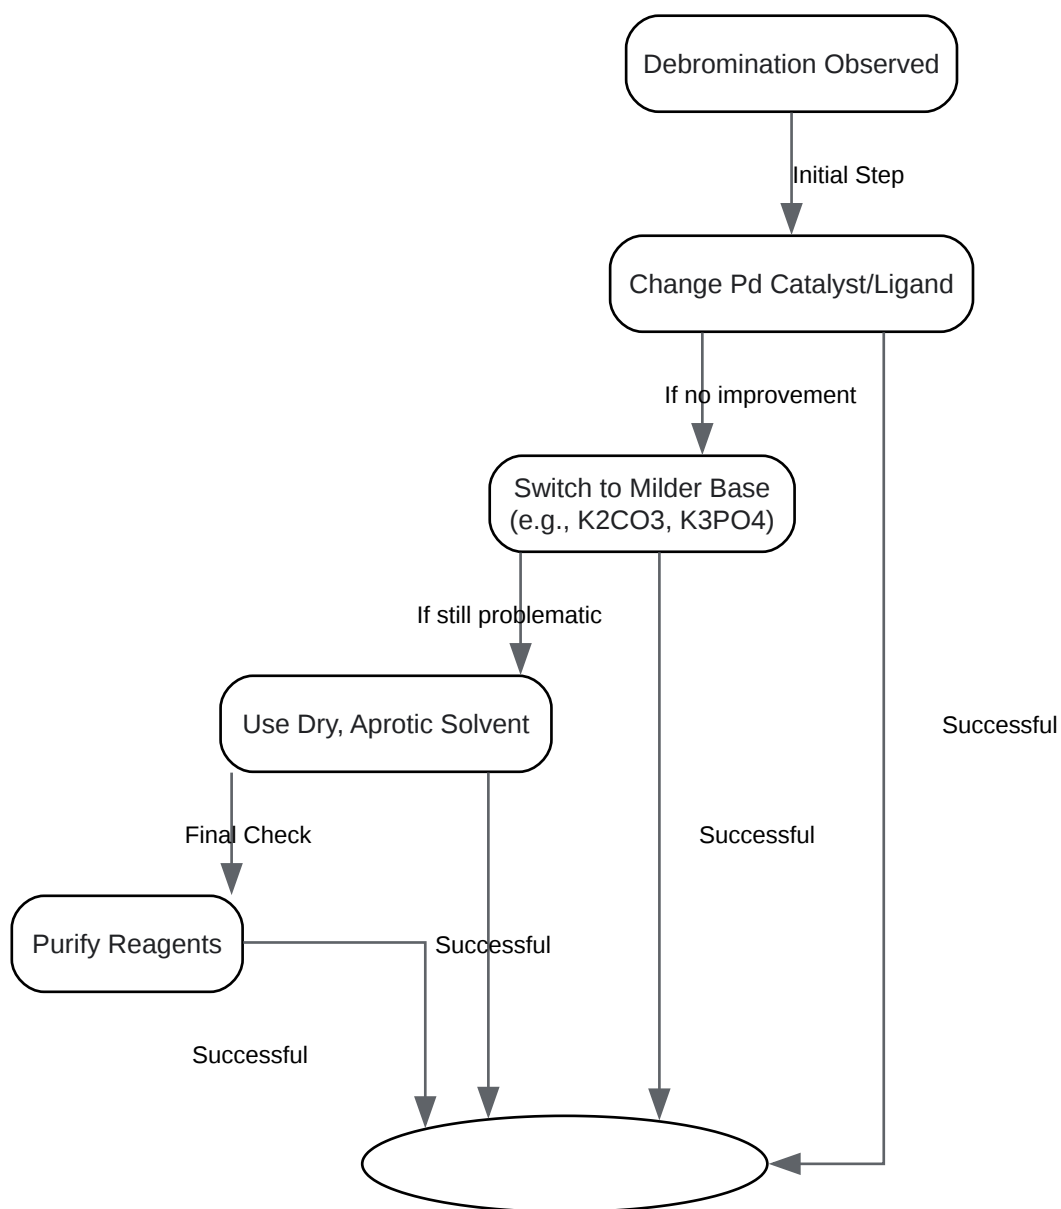 Debromination Observed
Initial Step
Change Pd Catalyst/Ligand
If no improvement
Switch to Milder Base
(e.g., K2CO3, K3PO4)
If still problematic
Use Dry, Aprotic Solvent
Successful
Final Check
Successful
Purify Reagents
Successful
Successful